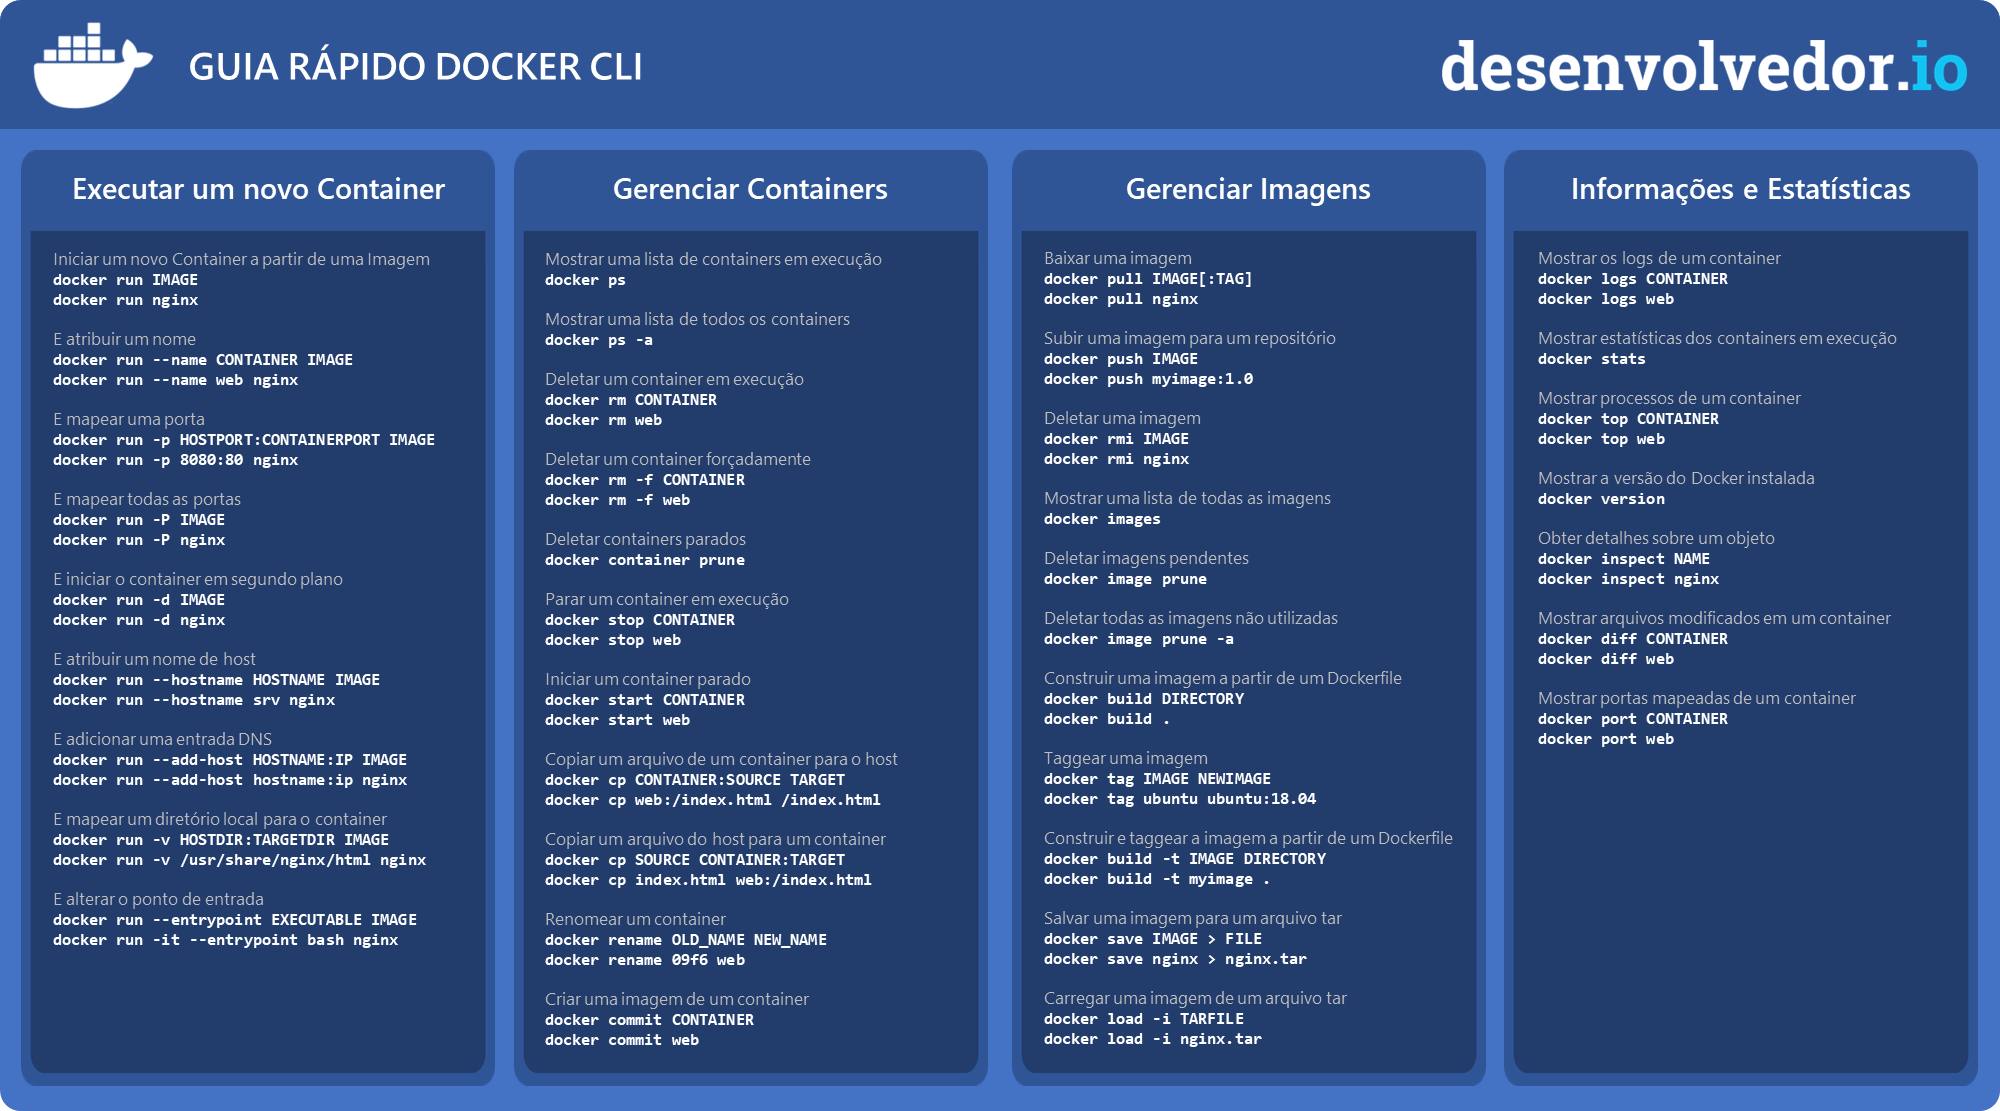 GUIA RÁPIDO DOCKER CLI
desenvolvedor.io
Executar um novo Container
Iniciar um novo Container a partir de uma Imagem
docker run IMAGE
docker run nginx
E atribuir um nome
docker run --name CONTAINER IMAGE
docker run --name web nginx
E mapear uma porta
docker run -p HOSTPORT:CONTAINERPORT IMAGE
docker run -p 8080:80 nginx
E mapear todas as portas
docker run -P IMAGE
docker run -P nginx
E iniciar o container em segundo plano
docker run -d IMAGE
docker run -d nginx
E atribuir um nome de host
docker run --hostname HOSTNAME IMAGE
docker run --hostname srv nginx
E adicionar uma entrada DNS
docker run --add-host HOSTNAME:IP IMAGE
docker run --add-host hostname:ip nginx
E mapear um diretório local para o container
docker run -v HOSTDIR:TARGETDIR IMAGE
docker run -v /usr/share/nginx/html nginx
E alterar o ponto de entrada
docker run --entrypoint EXECUTABLE IMAGE
docker run -it --entrypoint bash nginx
Gerenciar Containers
Mostrar uma lista de containers em execução
docker ps
Mostrar uma lista de todos os containers
docker ps -a
Deletar um container em execução
docker rm CONTAINER
docker rm web
Deletar um container forçadamente
docker rm -f CONTAINER
docker rm -f web
Deletar containers parados
docker container prune
Parar um container em execução
docker stop CONTAINER
docker stop web
Iniciar um container parado
docker start CONTAINER
docker start web
Copiar um arquivo de um container para o host
docker cp CONTAINER:SOURCE TARGET
docker cp web:/index.html /index.html
Copiar um arquivo do host para um container
docker cp SOURCE CONTAINER:TARGET
docker cp index.html web:/index.html
Renomear um container
docker rename OLD_NAME NEW_NAME
docker rename 09f6 web
Criar uma imagem de um container
docker commit CONTAINER
docker commit web
Gerenciar Imagens
Baixar uma imagem
docker pull IMAGE[:TAG]
docker pull nginx
Subir uma imagem para um repositório
docker push IMAGE
docker push myimage:1.0
Deletar uma imagem
docker rmi IMAGE
docker rmi nginx
Mostrar uma lista de todas as imagens
docker images
Deletar imagens pendentes
docker image prune
Deletar todas as imagens não utilizadas
docker image prune -a
Construir uma imagem a partir de um Dockerfile
docker build DIRECTORY
docker build .
Taggear uma imagem
docker tag IMAGE NEWIMAGE
docker tag ubuntu ubuntu:18.04
Construir e taggear a imagem a partir de um Dockerfile
docker build -t IMAGE DIRECTORY
docker build -t myimage .
Salvar uma imagem para um arquivo tar
docker save IMAGE > FILE
docker save nginx > nginx.tar
Carregar uma imagem de um arquivo tar
docker load -i TARFILE
docker load -i nginx.tar
Informações e Estatísticas
Mostrar os logs de um container
docker logs CONTAINER
docker logs web
Mostrar estatísticas dos containers em execução
docker stats
Mostrar processos de um container
docker top CONTAINER
docker top web
Mostrar a versão do Docker instalada
docker version
Obter detalhes sobre um objeto
docker inspect NAME
docker inspect nginx
Mostrar arquivos modificados em um container
docker diff CONTAINER
docker diff web
Mostrar portas mapeadas de um container
docker port CONTAINER
docker port web